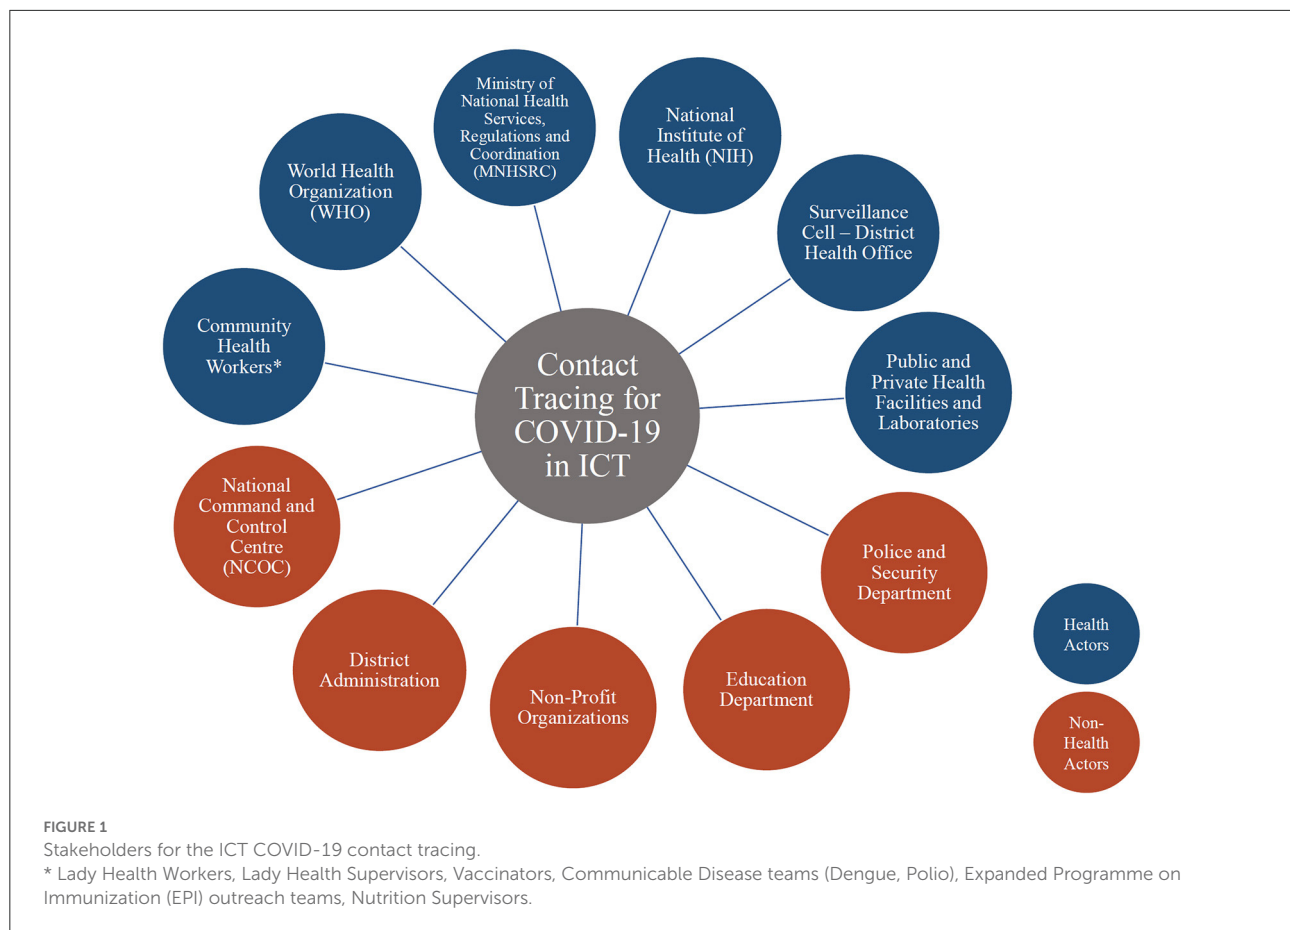 Ministry of
National Health
Services,
Regulations and
Coordination
(MNHSRC)
National
Institute of
Health (NIH)
World Health
Organization
(WHO)
Surveillance
Cell – District
Health Office
Community
Health
Workers*
Public and
Private Health
Facilities and
Laboratories
Contact
Tracing for
COVID-19
in ICT
National
Command and
Control
Centre
(NCOC)
Police and
Security
Department
District
Administration
Non-Profit
Organizations
Education
Department
Health
Actors
Non-
Health
Actors
FIGURE 1
Stakeholders for the ICT COVID-19 contact tracing.
* Lady Health Workers, Lady Health Supervisors, Vaccinators, Communicable Disease teams (Dengue, Polio), Expanded Programme on
Immunization (EPI) outreach teams, Nutrition Supervisors.